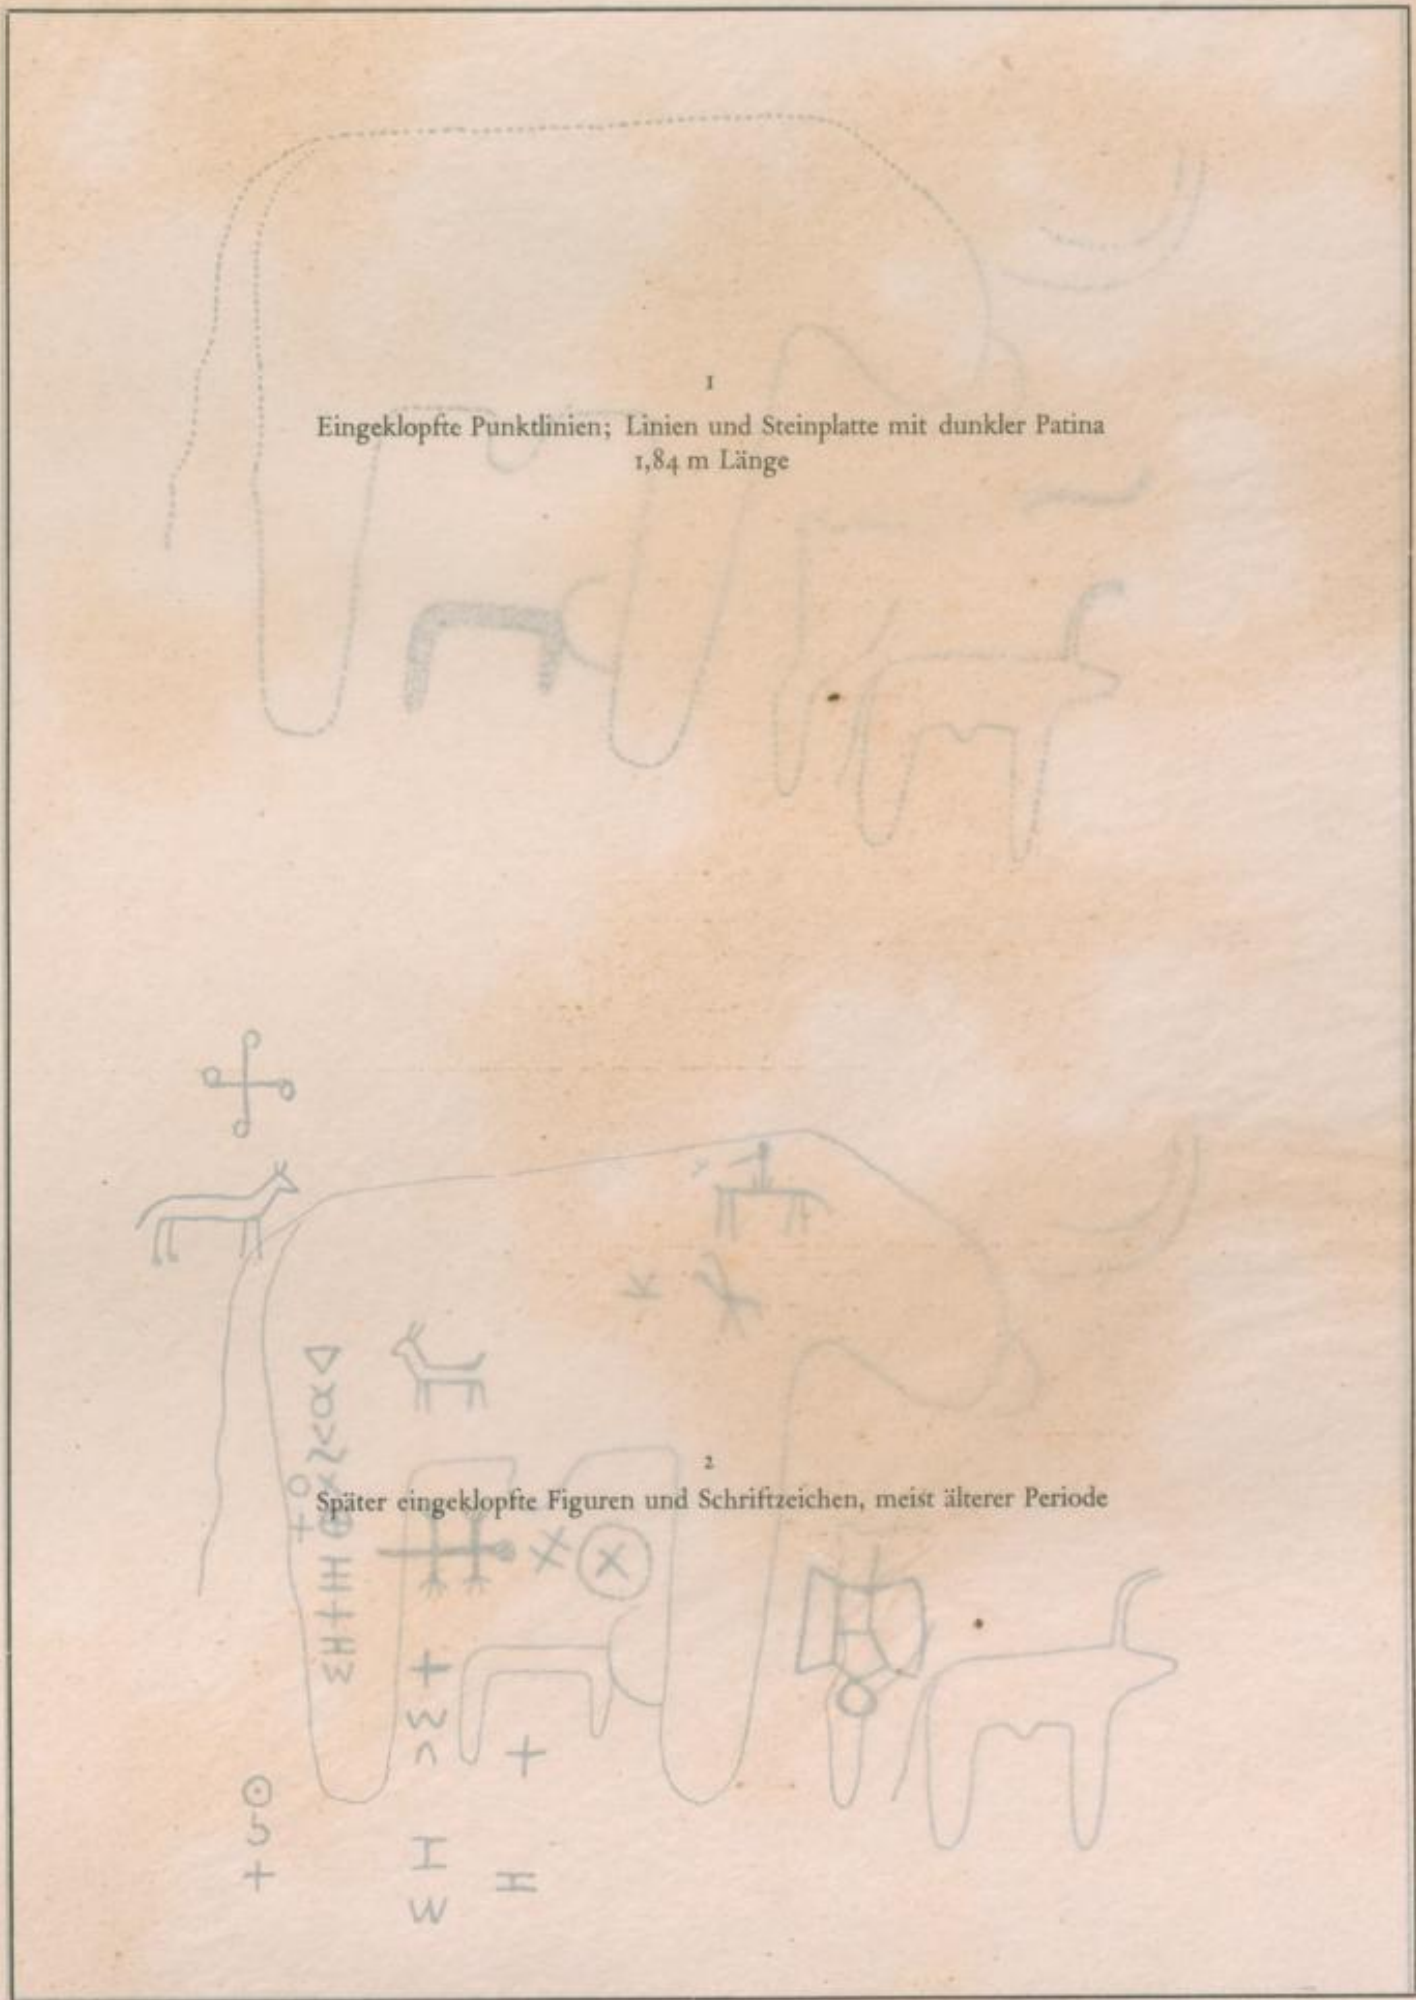 1
Eingeklopfte Punktlinien; Linien und Steinplatte mit dunkler Patina
1,84 m Länge
2
Später eingeklopfte Figuren und Schriftzeichen, meist älterer Periode